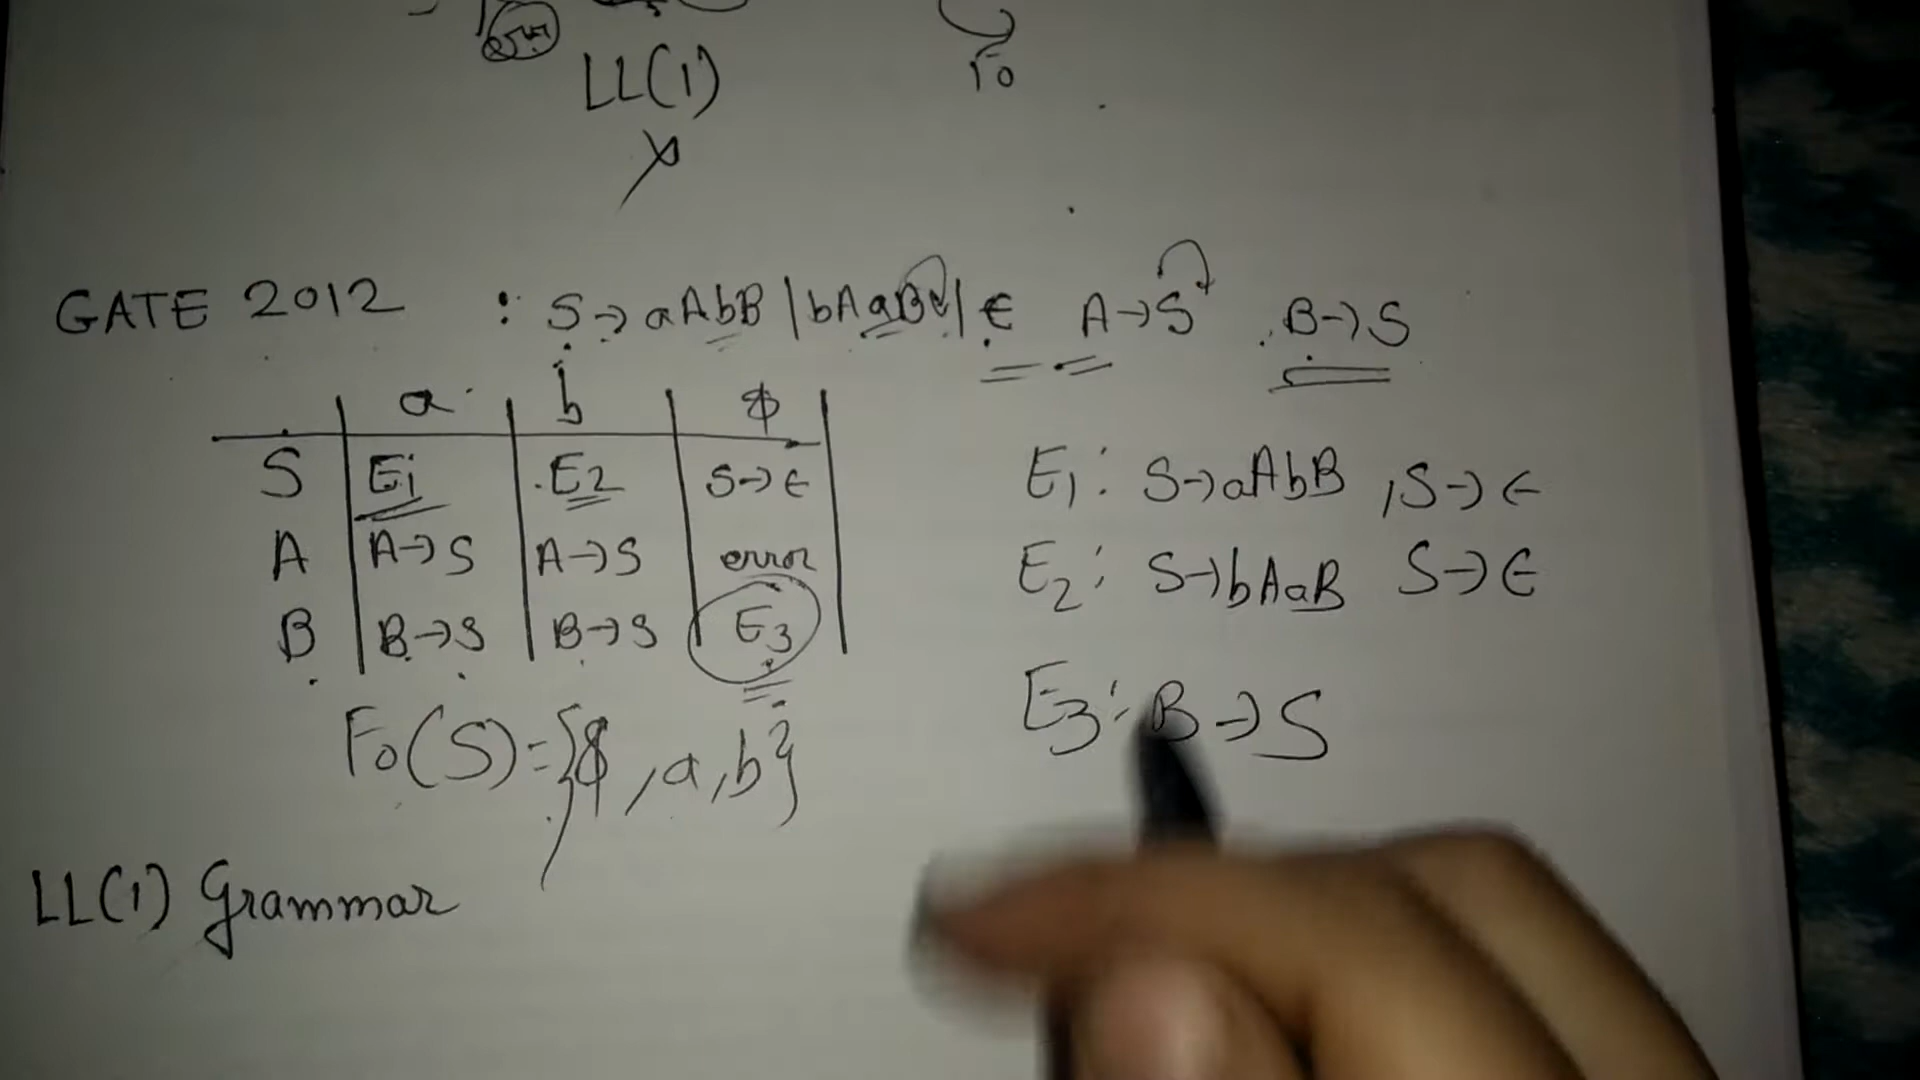 LL(1)
Fo
GATE 2012 : S→aAbB | bAaB | ϵ A→S B→S
a b $
S E1 E2 S→ϵ
A A→S A→S error
B B→S B→S E3
E1: S→aAbB, S→ϵ
E2: S→bAaB S→ϵ
E3: B→S
Fo(S)={$,a,b}
LL(1) Grammar